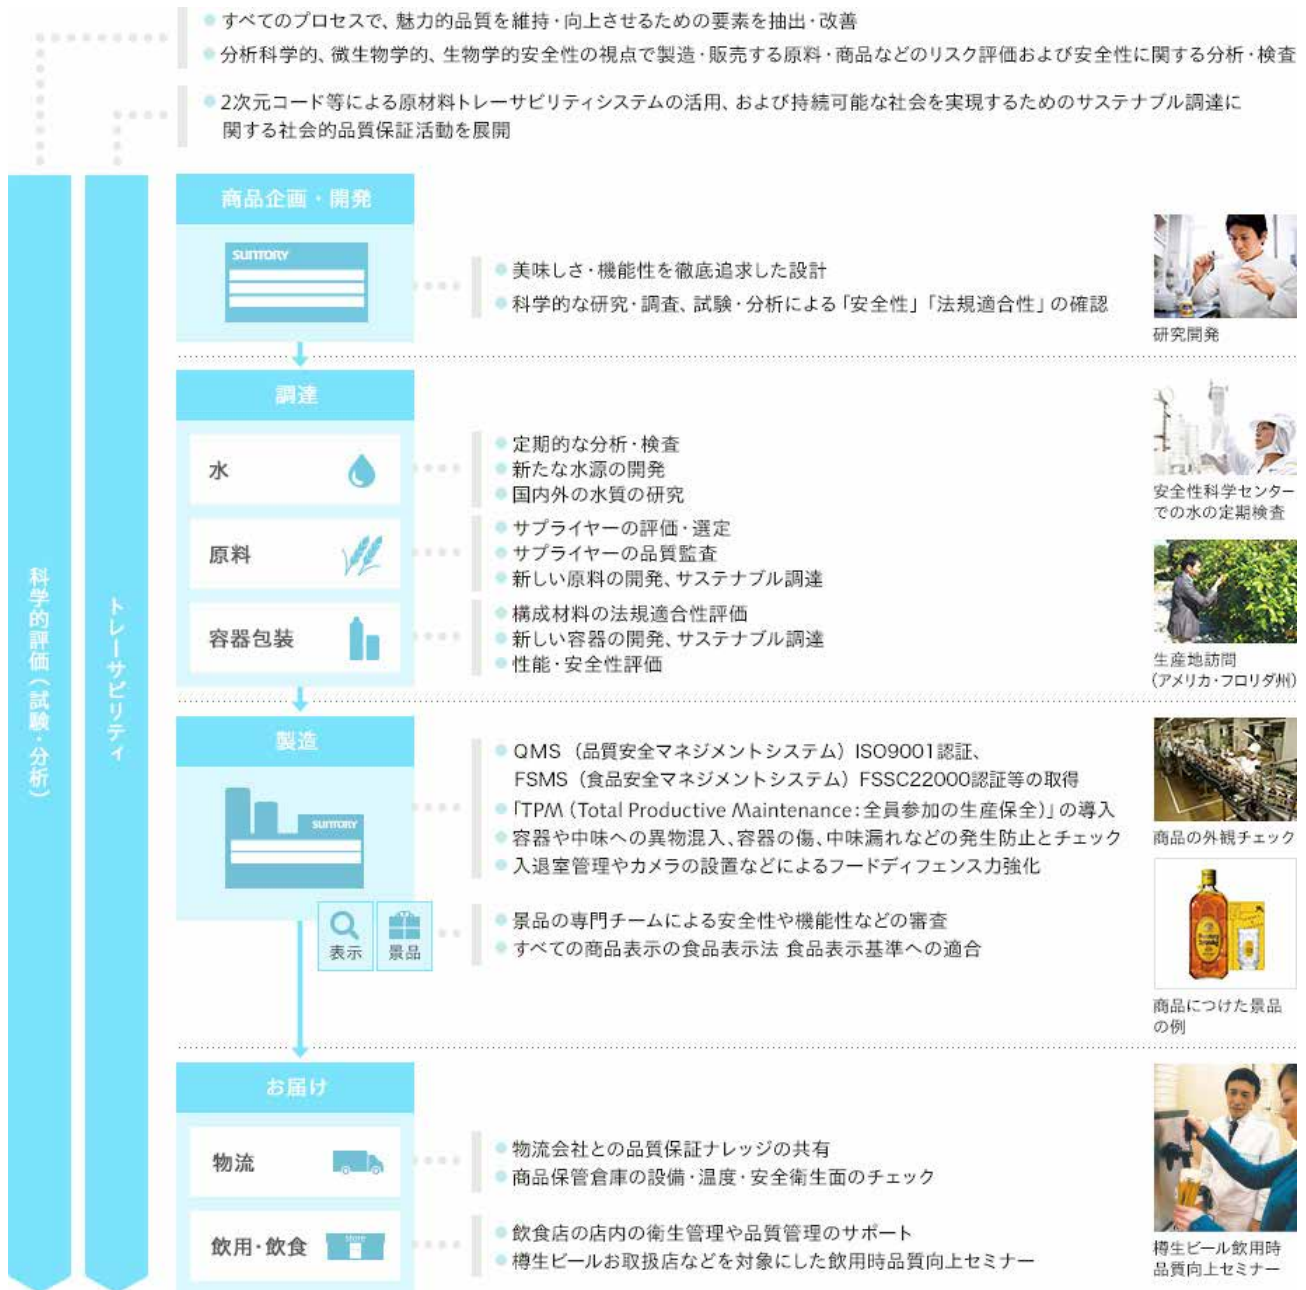 すべてのプロセスで、魅力的品質を維持・向上させるための要素を抽出・改善
分析科学的、微生物学的、生物学的安全性の視点で製造・販売する原料・商品などのリスク評価および安全性に関する分析・検査
2次元コード等による原材料トレーサビリティシステムの活用、および持続可能な社会を実現するためのサステナブル調達に
関する社会的品質保証活動を展開
科学的評価（試験・分析）
トレーサビリティ
商品企画・開発
SUNTORY
美味しさ・機能性を徹底追求した設計
科学的な研究・調査、試験・分析による「安全性」「法規適合性」の確認
研究開発
調達
水
定期的な分析・検査
新たな水源の開発
国内外の水質の研究
安全性科学センター
での水の定期検査
原料
サプライヤーの評価・選定
サプライヤーの品質監査
新しい原料の開発、サステナブル調達
容器包装
構成材料の法規適合性評価
新しい容器の開発、サステナブル調達
性能・安全性評価
生産地訪問
（アメリカ・フロリダ州）
製造
SUNTORY
QMS（品質安全マネジメントシステム）ISO9001認証、
FSMS（食品安全マネジメントシステム）FSSC22000認証等の取得
「TPM（Total Productive Maintenance：全員参加の生産保全）」の導入
容器や中味への異物混入、容器の傷、中味漏れなどの発生防止とチェック
入退室管理やカメラの設置などによるフードディフェンス力強化
商品の外観チェック
表示
景品
景品の専門チームによる安全性や機能性などの審査
すべての商品表示の食品表示法 食品表示基準への適合
商品につけた景品
の例
お届け
物流
物流会社との品質保証ナレッジの共有
商品保管倉庫の設備・温度・安全衛生面のチェック
飲用・飲食
store
飲食店の店内の衛生管理や品質管理のサポート
樽生ビールお取扱店などを対象にした飲用時品質向上セミナー
樽生ビール飲用時
品質向上セミナー